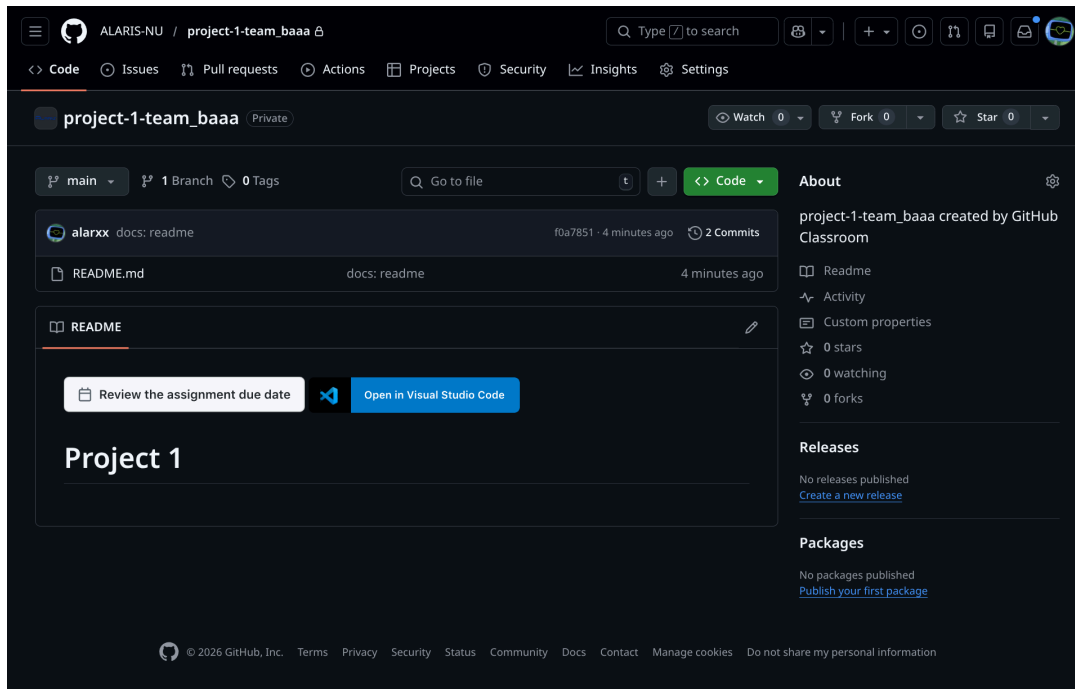 ALARIS-NU / project-1-team_baaa
Type / to search
Code Issues Pull requests Actions Projects Security Insights Settings
project-1-team_baaa Private
Watch 0 Fork 0 Star 0
main 1 Branch 0 Tags
Go to file t
Code
alarxx docs: readme f0a7851 · 4 minutes ago 2 Commits
README.md docs: readme 4 minutes ago
README
Review the assignment due date Open in Visual Studio Code
Project 1
About
project-1-team_baaa created by GitHub
Classroom
Readme
Activity
Custom properties
0 stars
0 watching
0 forks
Releases
No releases published
Create a new release
Packages
No packages published
Publish your first package
© 2026 GitHub, Inc. Terms Privacy Security Status Community Docs Contact Manage cookies Do not share my personal information